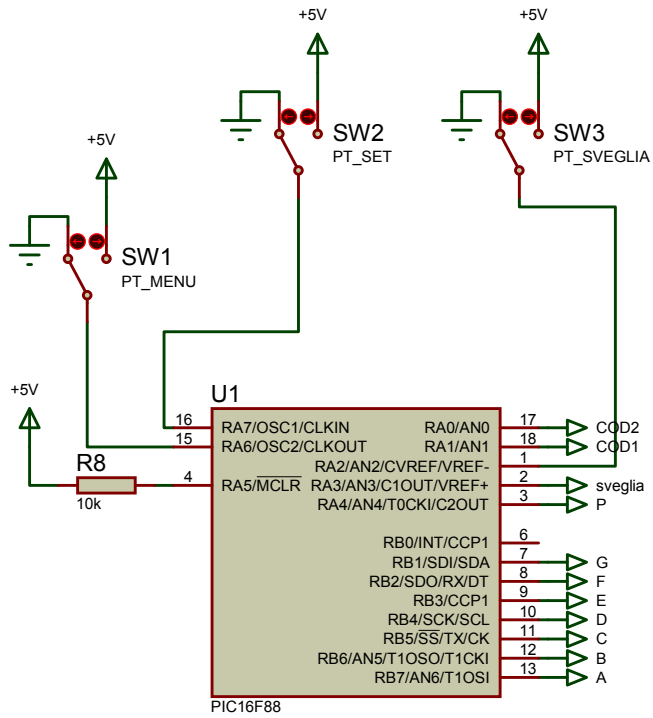 +5V
+5V
SW2
PT_SET
SW3
PT_SVEGLIA
+5V
SW1
PT_MENU
+5V
R8
10k
U1
16 RA7/OSC1/CLKIN RA0/AN0 17 COD2
15 RA6/OSC2/CLKOUT RA1/AN1 18 COD1
RA2/AN2/CVREF/VREF- 1
4 RA5/MCLR RA3/AN3/C1OUT/VREF+ 2 sveglia
RA4/AN4/T0CKI/C2OUT 3 P
RB0/INT/CCP1 6
RB1/SDI/SDA 7 G
RB2/SDO/RX/DT 8 F
RB3/CCP1 9 E
RB4/SCK/SCL 10 D
RB5/SS/TX/CK 11 C
RB6/AN5/T1OSO/T1CKI 12 B
RB7/AN6/T1OSI 13 A
PIC16F88